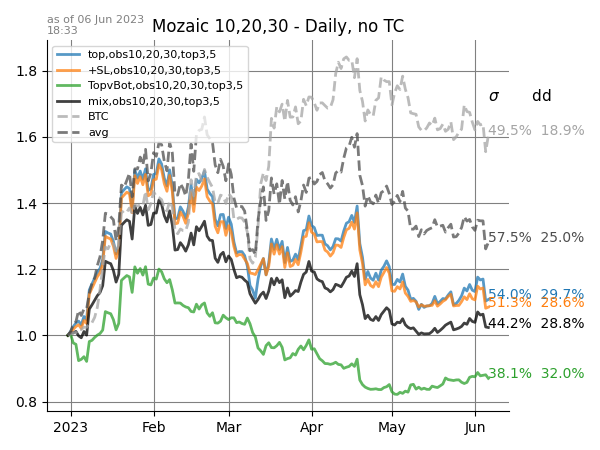 as of 06 Jun 2023
18:33
Mozaic 10,20,30 - Daily, no TC
top,obs10,20,30,top3,5
+SL,obs10,20,30,top3,5
TopvBot,obs10,20,30,top3,5
mix,obs10,20,30,top3,5
BTC
avg
σ dd
49.5% 18.9%
57.5% 25.0%
54.0% 29.7%
51.3% 28.6%
44.2% 28.8%
38.1% 32.0%
1.8
1.6
1.4
1.2
1.0
0.8
2023 Feb Mar Apr May Jun